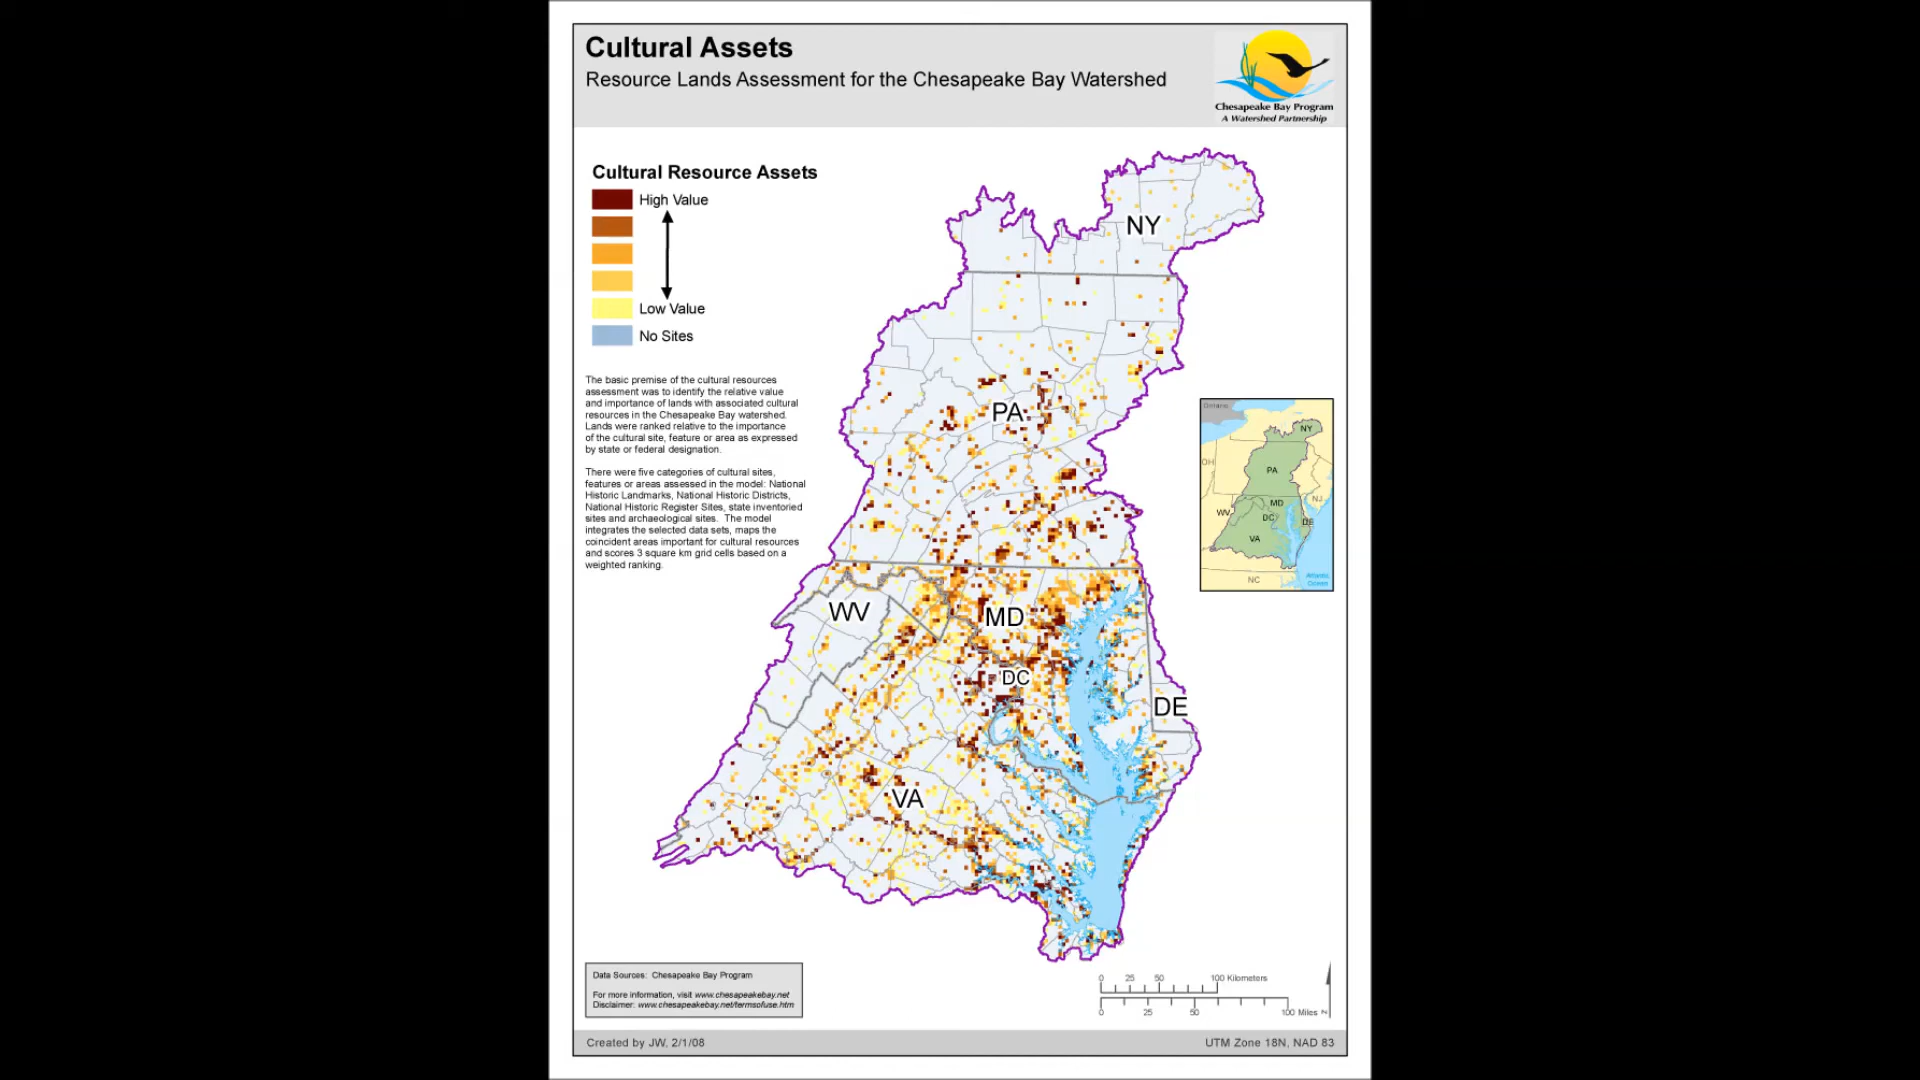 Cultural Assets
Resource Lands Assessment for the Chesapeake Bay Watershed
Chesapeake Bay Program
A Watershed Partnership
Cultural Resource Assets
High Value
Low Value
No Sites
The basic premise of the cultural resources
assessment was to identify the relative value
and importance of lands with associated cultural
resources in the Chesapeake Bay watershed.
Lands were ranked relative to the importance
of the cultural site, feature or area as expressed
by state or federal designation.
There were five categories of cultural sites,
features or areas assessed in the model: National
Historic Landmarks, National Historic Districts,
National Historic Register Sites, state inventoried
sites and archaeological sites. The model
integrates the selected data sets, maps the
coincident areas important for cultural resources
and scores 3 square km grid cells based on a
weighted ranking.
NY
PA
WV
MD
DC
DE
VA
Ontario
NY
OH
PA
NJ
MD
WV
DC
DE
VA
NC
Atlantic
Ocean
Data Sources: Chesapeake Bay Program
For more information, visit www.chesapeakebay.net
Disclaimer: www.chesapeakebay.net/termsofuse.htm
0 25 50 100 Kilometers
0 25 50 100 Miles
N
Created by JW, 2/1/08
UTM Zone 18N, NAD 83